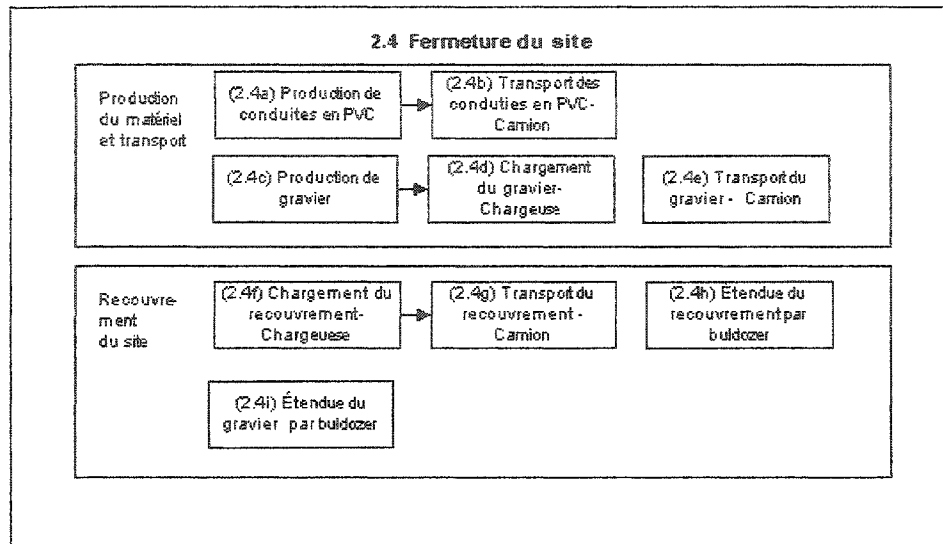 2.4 Fermeture du site
Production
du matériel
et transport
(2.4a) Production de
conduites en PVC
(2.4b) Transport des
conduties en PVC-
Camion
(2.4c) Production de
gravier
(2.4d) Chargement
du gravier-
Chargeuse
(2.4e) Transport du
gravier - Camion
Recouvre-
ment
du site
(2.4f) Chargement du
recouvrement-
Chargeuese
(2.4g) Transport du
recouvrement -
Camion
(2.4h) Étendue du
recouvrement par
buldozer
(2.4i) Étendue du
gravier par buldozer